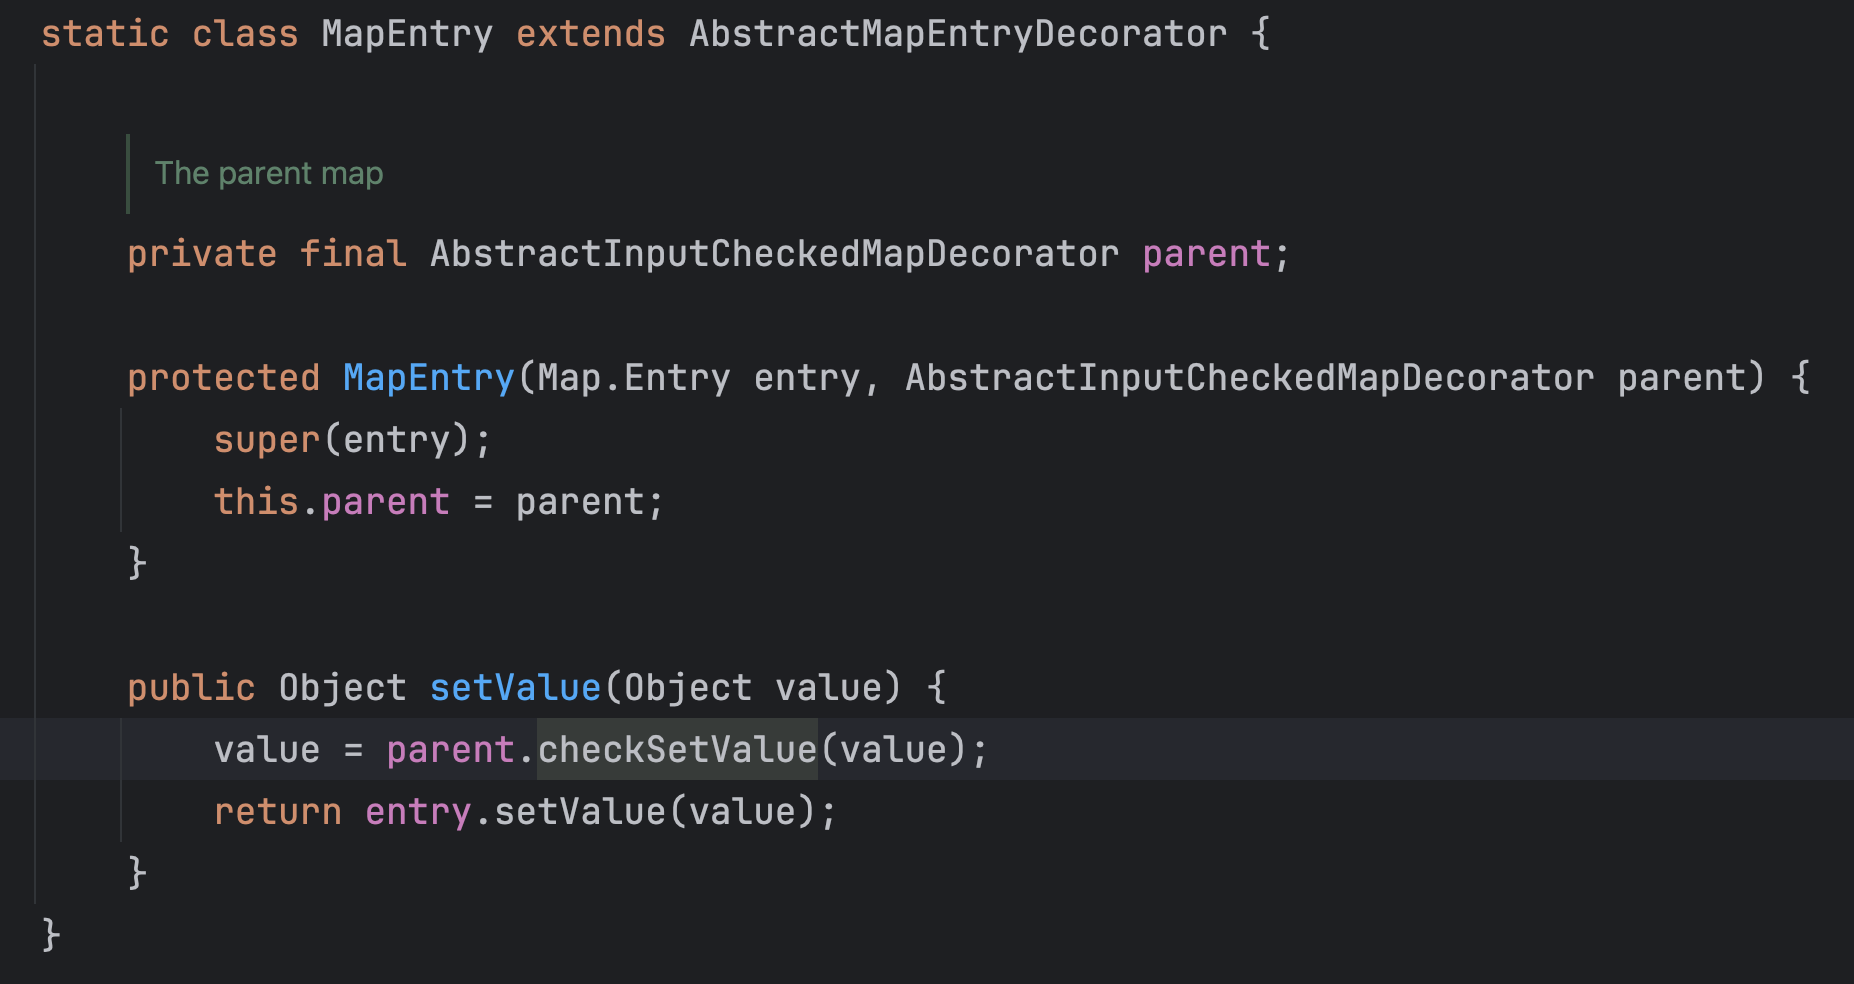 static class MapEntry extends AbstractMapEntryDecorator {
The parent map
private final AbstractInputCheckedMapDecorator parent;
protected MapEntry(Map.Entry entry, AbstractInputCheckedMapDecorator parent) {
super(entry);
this.parent = parent;
}
public Object setValue(Object value) {
value = parent.checkSetValue(value);
return entry.setValue(value);
}
}